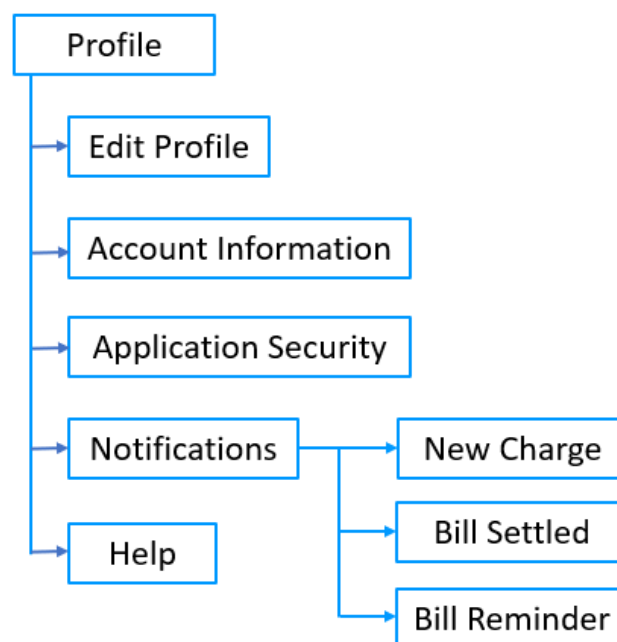 Profile
Edit Profile
Account Information
Application Security
Notifications
New Charge
Bill Settled
Help
Bill Reminder